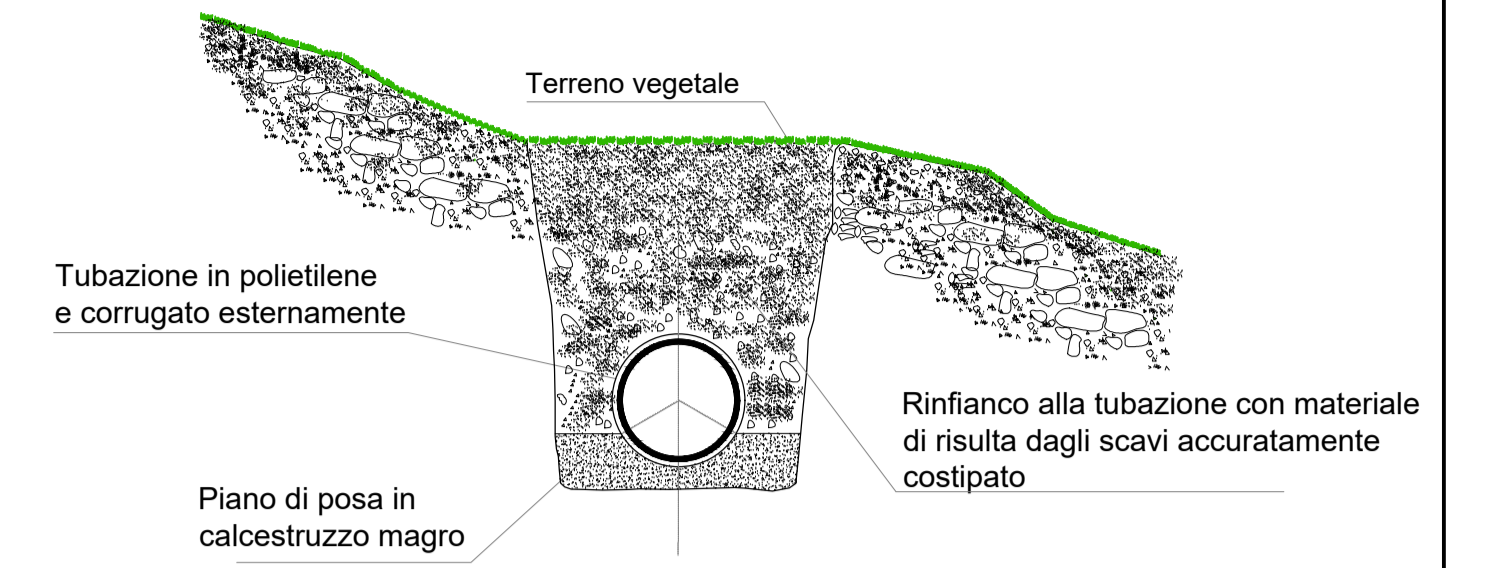 Terreno vegetale
Tubazione in polietilene
e corrugato esternamente
Rinfianco alla tubazione con materiale
di risulta dagli scavi accuratamente
costipato
Piano di posa in
calcestruzzo magro